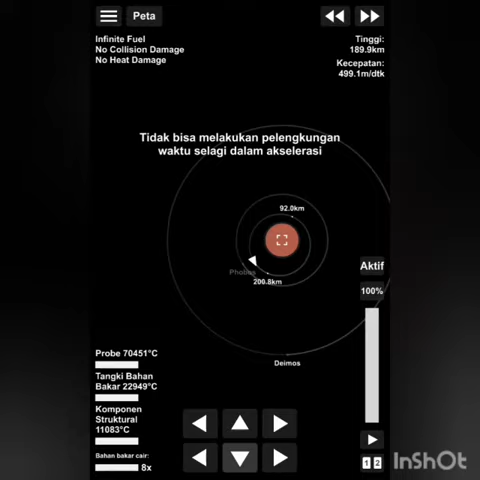 Peta
Infinite Fuel
No Collision Damage
No Heat Damage
Tinggi:
189.9km
Kecepatan:
499.1m/dtk
Tidak bisa melakukan pelengkungan
waktu selagi dalam akselerasi
92.0km
Phobos
200.8km
Deimos
Aktif
100%
Probe 70451°C
Tangki Bahan
Bakar 22949°C
Komponen
Struktural
11083°C
Bahan bakar cair:
8x
1 2
InShOt